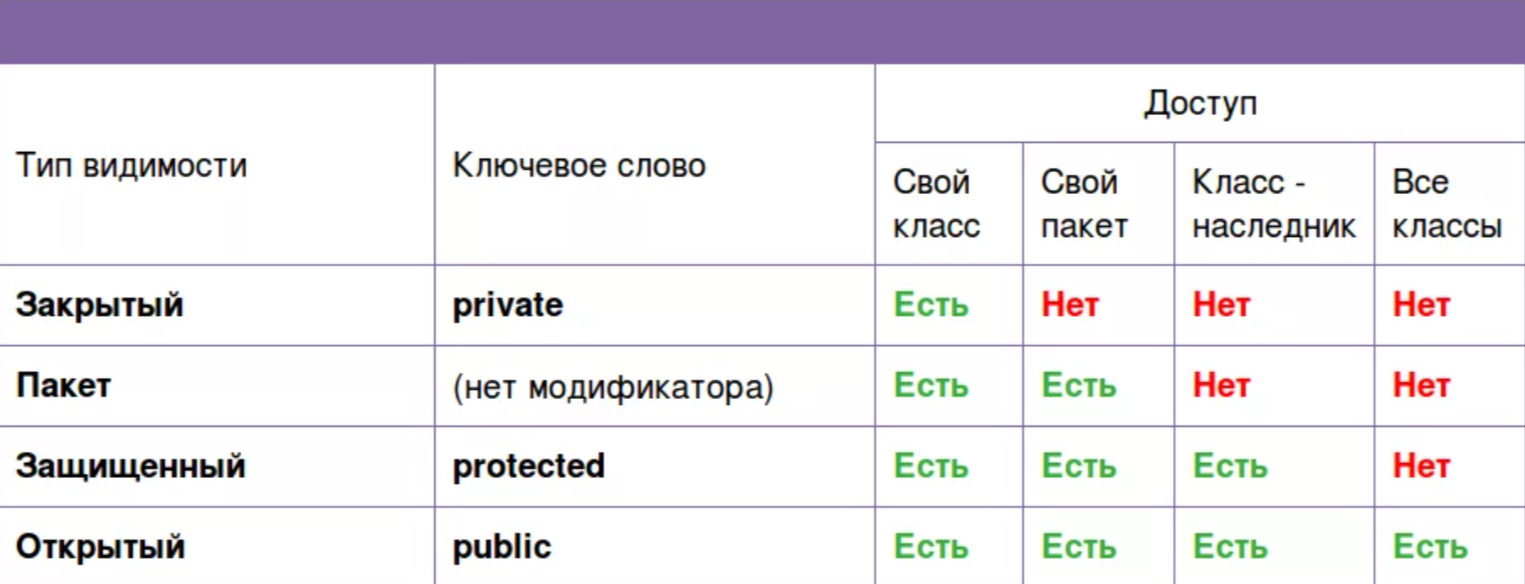 Доступ
Тип видимости Ключевое слово
Свой класс Свой пакет Класс - наследник Все классы
Закрытый private Есть Нет Нет Нет
Пакет (нет модификатора) Есть Есть Нет Нет
Защищенный protected Есть Есть Есть Нет
Открытый public Есть Есть Есть Есть